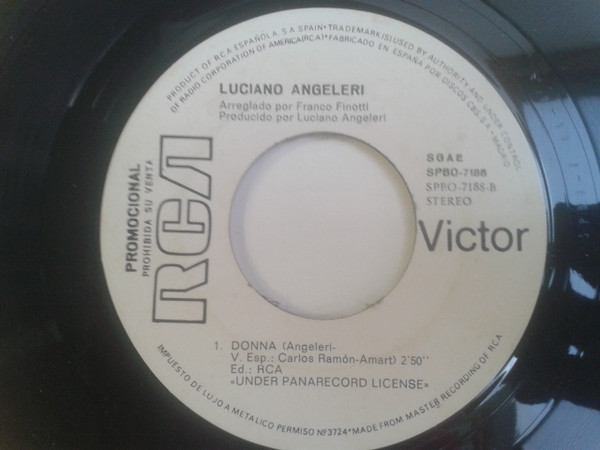 PRODUCT OF RCA ESPAÑOLA, S.A SPAIN • TRADEMARK(S) USED BY AUTHORITY AND UNDER CONTROL
OF RADIO CORPORATION OF AMERICA (RCA) • FABRICADO EN ESPAÑA POR DISCOS CBS, S.A. - MADRID
LUCIANO ANGELERI
Arreglado por Franco Finotti
Producido por Luciano Angeleri
SGAE
SPBO-7188
SPBO-7188-B
STEREO
PROMOCIONAL
PROHIBIDA SU VENTA
RCA
Victor
1. DONNA (Angeleri-
V. Esp.: Carlos Ramón-Amart) 2'50''
Ed.: RCA
«UNDER PANARECORD LICENSE»
IMPUESTO DE LUJO A METALICO PERMISO Nº 3724 • MADE FROM MASTER RECORDING OF RCA